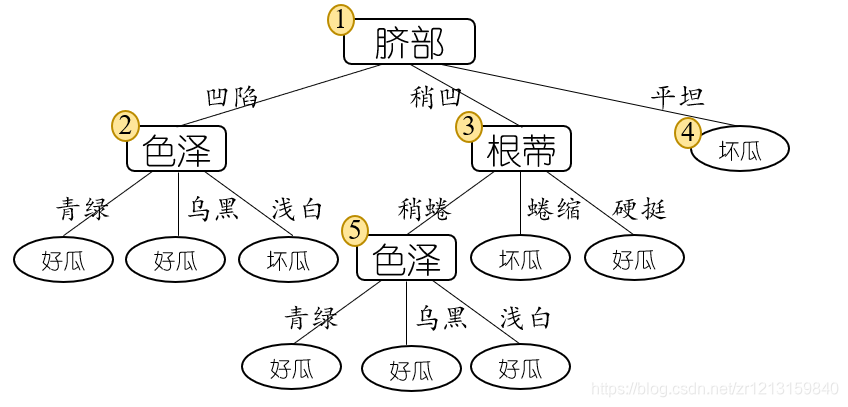 1
脐部
凹陷
稍凹
平坦
2
色泽
3
根蒂
4
坏瓜
青绿
乌黑
浅白
稍蜷
蜷缩
硬挺
好瓜
好瓜
坏瓜
5
色泽
坏瓜
好瓜
青绿
乌黑
浅白
好瓜
好瓜
好瓜
https://blog.csdn.net/zr1213159840